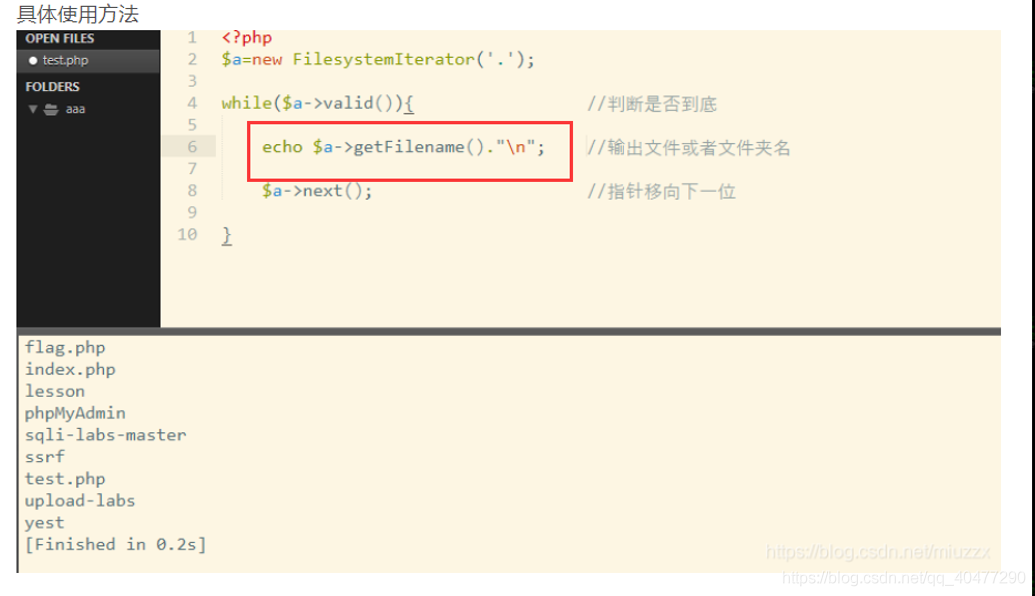 具体使用方法
OPEN FILES
test.php
FOLDERS
aaa
1 <?php
2 $a=new FilesystemIterator('.');
3
4 while($a->valid()){ //判断是否到底
5
6 echo $a->getFilename()."\n"; //输出文件或者文件夹名
7
8 $a->next(); //指针移向下一位
9
10 }
flag.php
index.php
lesson
phpMyAdmin
sqli-labs-master
ssrf
test.php
upload-labs
yest
[Finished in 0.2s]
https://blog.csdn.net/miuzzx
https://blog.csdn.net/qq_40477290